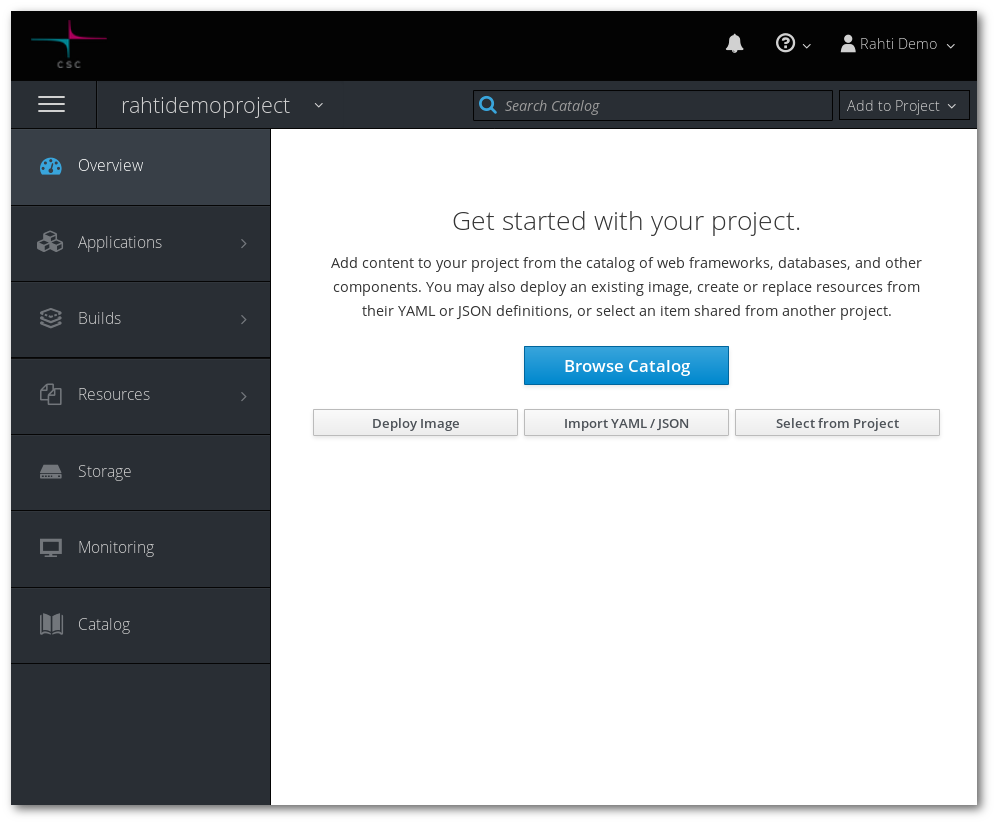 CSC
Rahti Demo
rahtidemoproject
Search Catalog
Add to Project
Overview
Applications
Builds
Resources
Storage
Monitoring
Catalog
Get started with your project.
Add content to your project from the catalog of web frameworks, databases, and other
components. You may also deploy an existing image, create or replace resources from
their YAML or JSON definitions, or select an item shared from another project.
Browse Catalog
Deploy Image
Import YAML / JSON
Select from Project